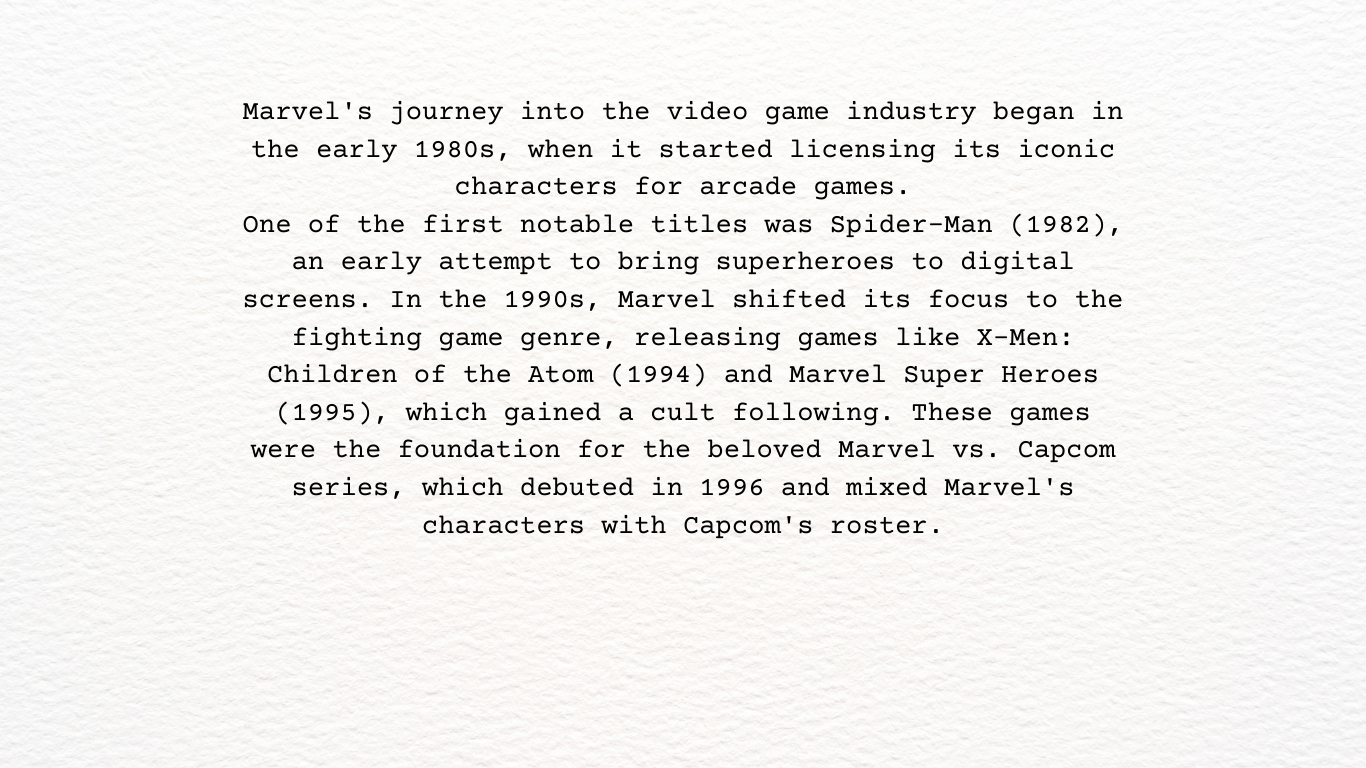 Marvel's journey into the video game industry began in
the early 1980s, when it started licensing its iconic
characters for arcade games.
One of the first notable titles was Spider-Man (1982),
an early attempt to bring superheroes to digital
screens. In the 1990s, Marvel shifted its focus to the
fighting game genre, releasing games like X-Men:
Children of the Atom (1994) and Marvel Super Heroes
(1995), which gained a cult following. These games
were the foundation for the beloved Marvel vs. Capcom
series, which debuted in 1996 and mixed Marvel's
characters with Capcom's roster.